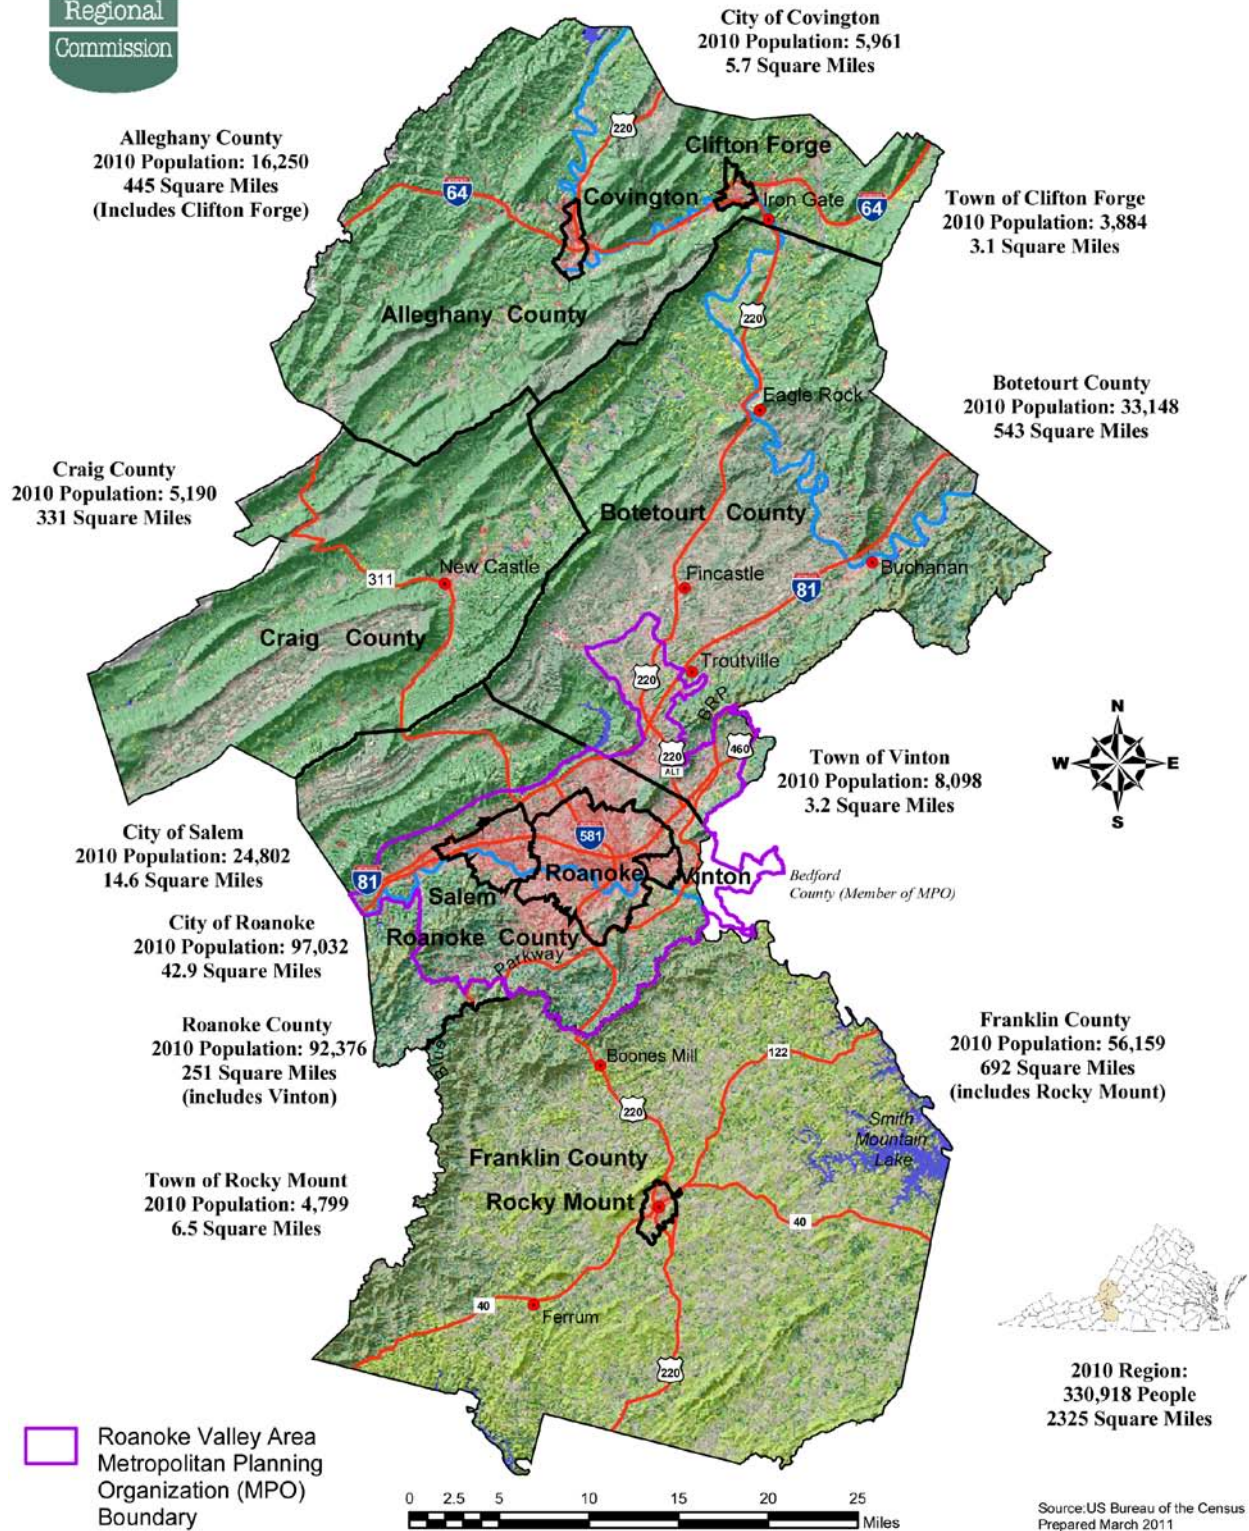 Regional
Commission
City of Covington
2010 Population: 5,961
5.7 Square Miles
Alleghany County
2010 Population: 16,250
445 Square Miles
(Includes Clifton Forge)
220
Clifton Forge
64
Covington
Iron Gate
64
Town of Clifton Forge
2010 Population: 3,884
3.1 Square Miles
Alleghany County
220
Eagle Rock
Botetourt County
2010 Population: 33,148
543 Square Miles
Craig County
2010 Population: 5,190
331 Square Miles
Botetourt County
311
New Castle
Fincastle
81
Buchanan
Craig County
Troutville
220
BRP
220
ALT
460
Town of Vinton
2010 Population: 8,098
3.2 Square Miles
N
W
E
S
City of Salem
2010 Population: 24,802
14.6 Square Miles
581
81
Roanoke
Vinton
Bedford
County (Member of MPO)
Salem
City of Roanoke
2010 Population: 97,032
42.9 Square Miles
Roanoke County
Parkway
Roanoke County
2010 Population: 92,376
251 Square Miles
(includes Vinton)
Blue
Boones Mill
122
Franklin County
2010 Population: 56,159
692 Square Miles
(includes Rocky Mount)
220
Smith
Mountain
Lake
Franklin County
Town of Rocky Mount
2010 Population: 4,799
6.5 Square Miles
Rocky Mount
40
40
Ferrum
220
2010 Region:
330,918 People
2325 Square Miles
Roanoke Valley Area
Metropolitan Planning
Organization (MPO)
Boundary
0 2.5 5 10 15 20 25
Miles
Source:US Bureau of the Census
Prepared March 2011